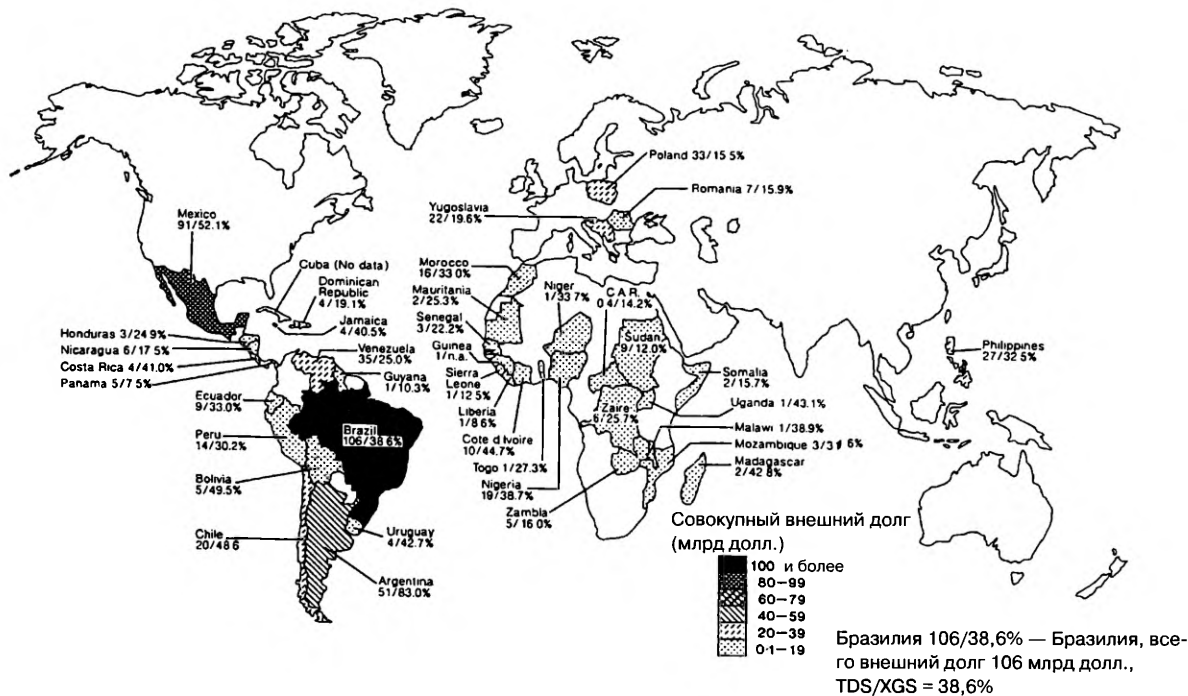 Poland 33/15 5%
Romania 7/15.9%
Yugoslavia
22/19.6%
Mexico
91/52.1%
Cuba (No data)
Dominican
Republic
4/19.1%
Jamaica
4/40.5%
Honduras 3/24 9%
Nicaragua 6/17 5%
Costa Rica 4/41.0%
Panama 5/7 5%
Venezuela
35/25.0%
Guyana
1/10.3%
Ecuador
9/33.0%
Peru
14/30.2%
Brazil
106/38 6%
Bolivia
5/49.5%
Chile
20/48 6
Uruguay
4/42.7%
Argentina
51/83.0%
Morocco
16/33 0%
Mauritania
2/25.3%
Senegal
3/22.2%
Guinea
1/n.a.
Sierra
Leone
1/12 5%
Liberia
1/8 6%
Cote d Ivoire
10/44.7%
Togo 1/27.3%
Nigeria
19/38.7%
Niger
1/33 7%
C.A.R.
0 4/14.2%
Sudan
9/12.0%
Somalia
2/15.7%
Uganda 1/43.1%
Zaire
6/25.7%
Malawi 1/38.9%
Mozambique 3/31 6%
Madagascar
2/42 8%
Zambia
5/16 0%
Philippines
27/32 5%
Совокупный внешний долг
(млрд долл.)
100 и более
80–99
60–79
40–59
20–39
0·1–19
Бразилия 106/38,6% — Бразилия, все-
го внешний долг 106 млрд долл.,
TDS/XGS = 38,6%